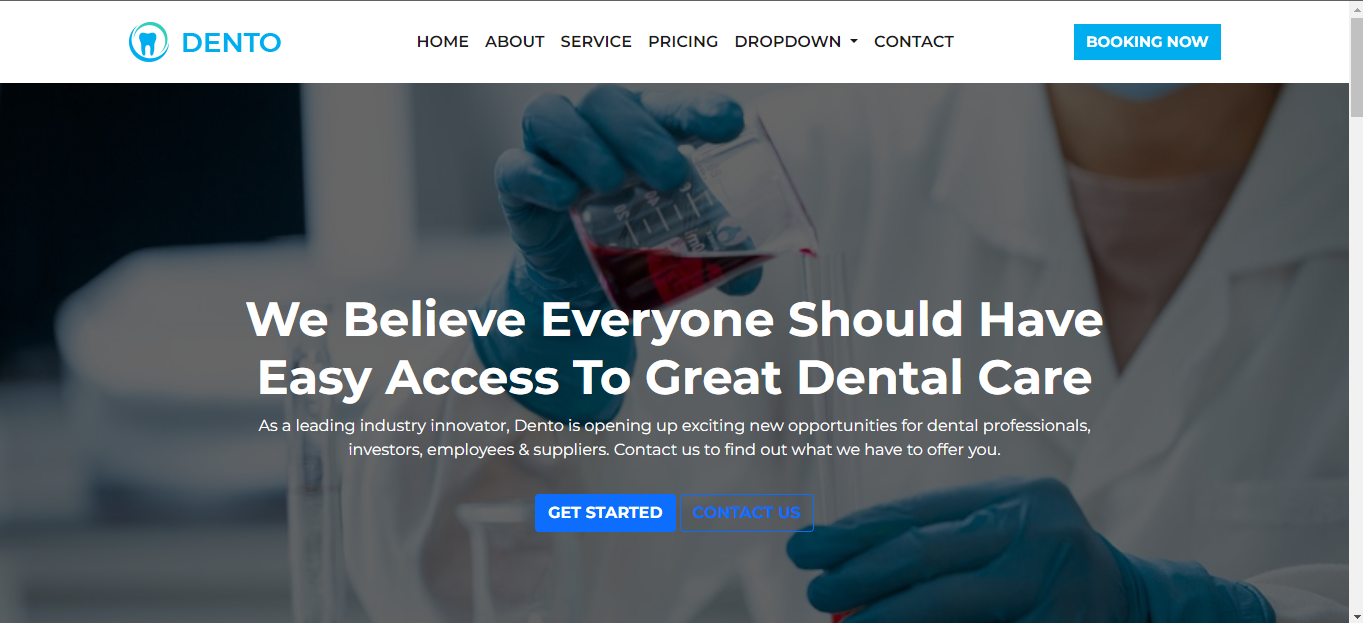 DENTO
HOME ABOUT SERVICE PRICING DROPDOWN CONTACT
BOOKING NOW
We Believe Everyone Should Have
Easy Access To Great Dental Care
As a leading industry innovator, Dento is opening up exciting new opportunities for dental professionals,
investors, employees & suppliers. Contact us to find out what we have to offer you.
GET STARTED CONTACT US